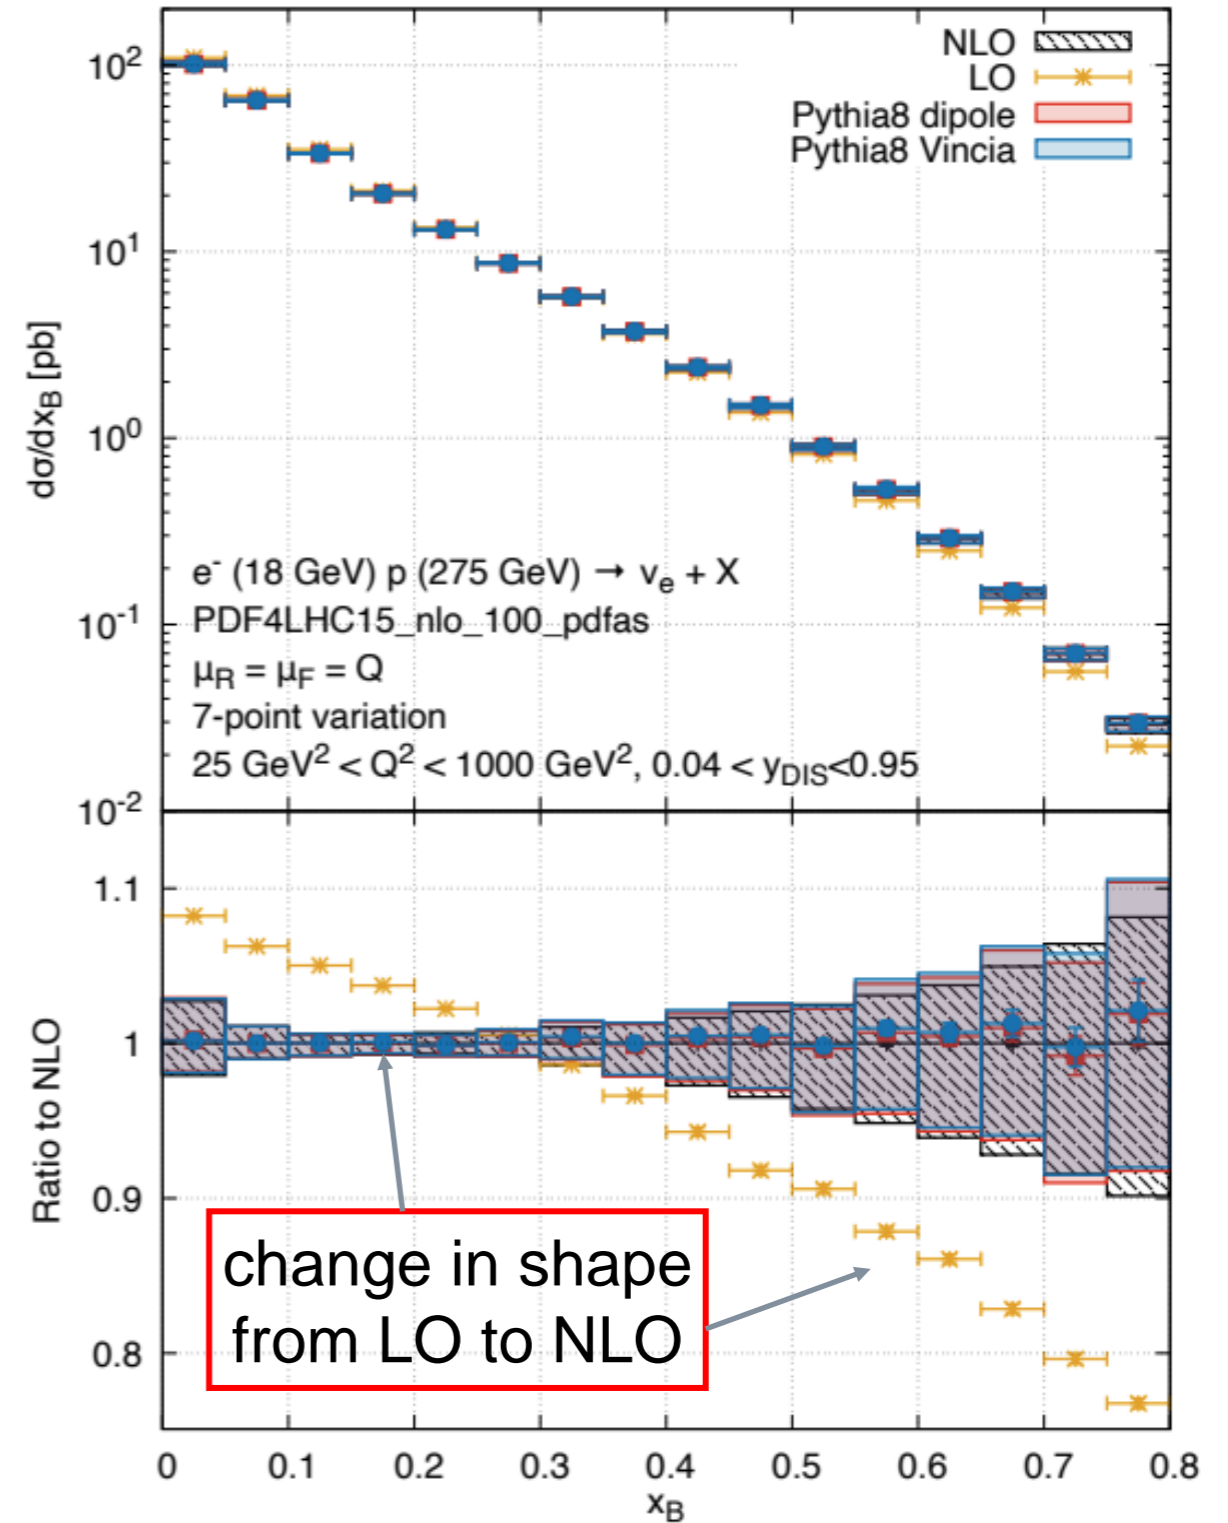 NLO
LO
Pythia8 dipole
Pythia8 Vincia
10²
10¹
10⁰
10⁻¹
10⁻²
dσ/dx_B [pb]
e⁻ (18 GeV) p (275 GeV) → ν_e + X
PDF4LHC15_nlo_100_pdfas
μ_R = μ_F = Q
7-point variation
25 GeV² < Q² < 1000 GeV², 0.04 < y_DIS<0.95
1.1
1
0.9
0.8
Ratio to NLO
change in shape
from LO to NLO
0 0.1 0.2 0.3 0.4 0.5 0.6 0.7 0.8
x_B